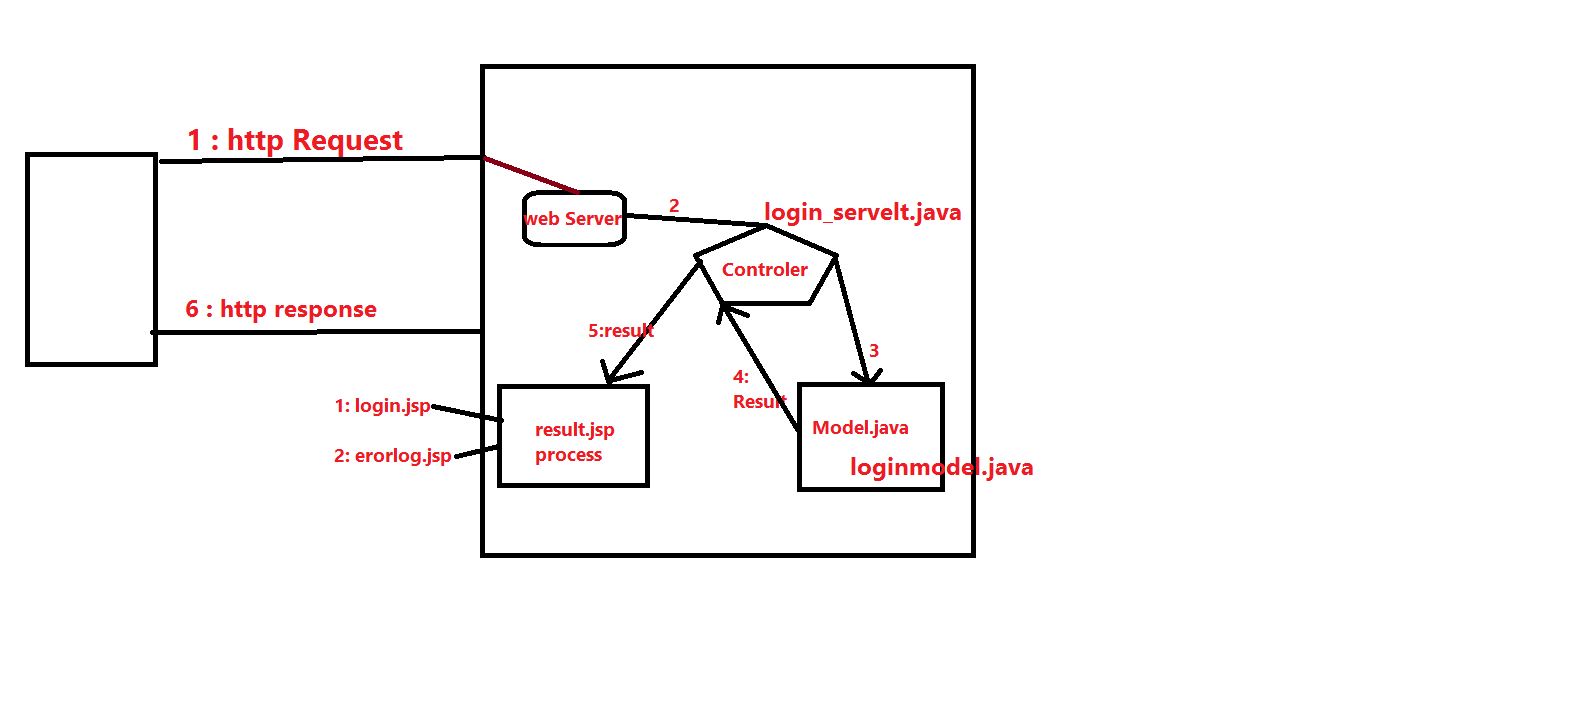 1 : http Request
web Server
2
login_servelt.java
Controler
6 : http response
5:result
3
4:
Result
1: login.jsp
2: erorlog.jsp
result.jsp
process
Model.java
loginmodel.java